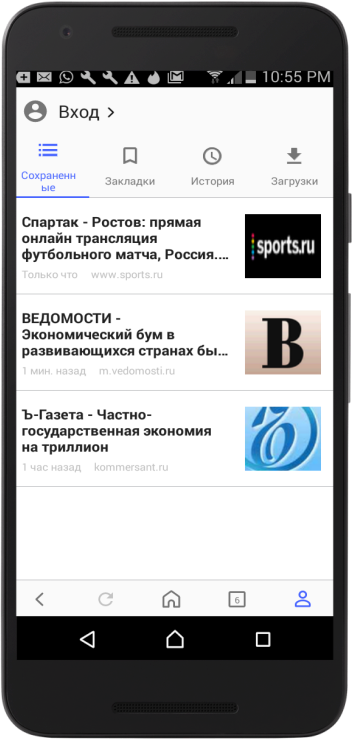 10:55 PM
Вход >
Сохраненн
ые
Закладки
История
Загрузки
Спартак - Ростов: прямая
онлайн трансляция
футбольного матча, Россия....
Только что www.sports.ru
sports.ru
ВЕДОМОСТИ -
Экономический бум в
развивающихся странах бы...
1 мин. назад m.vedomosti.ru
В
Ъ-Газета - Частно-
государственная экономия
на триллион
1 час назад kommersant.ru
Ъ
6